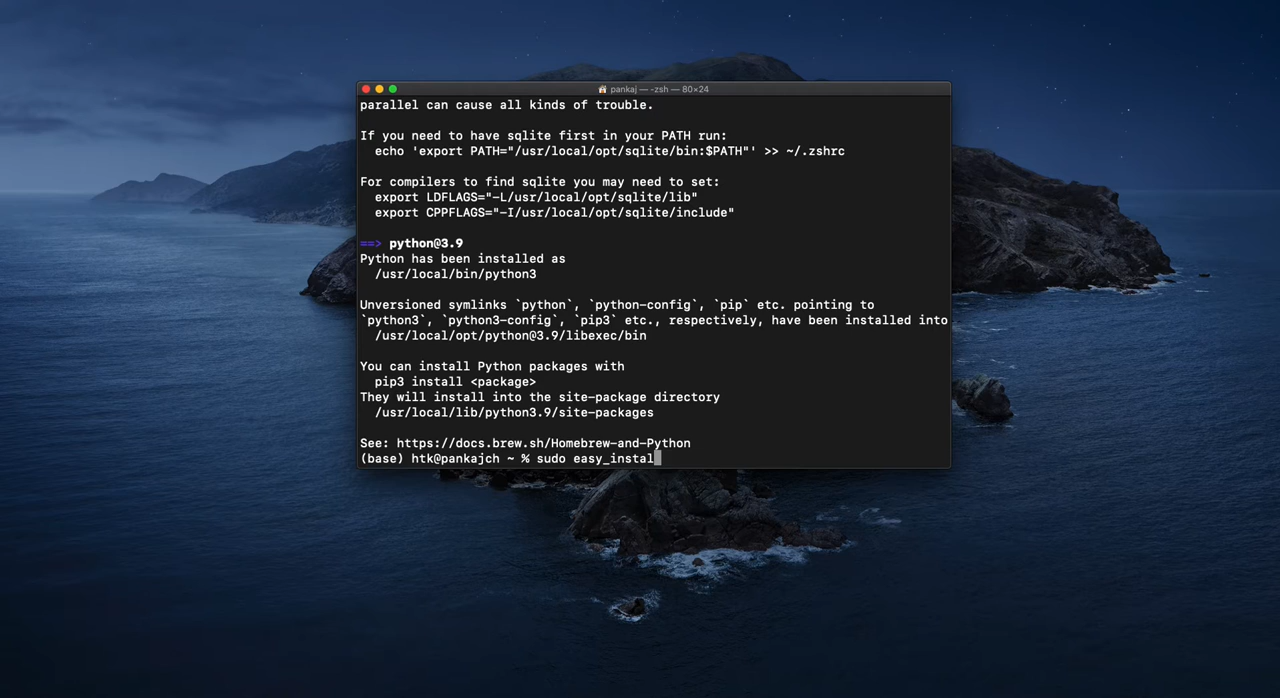 pankaj — -zsh — 80×24
parallel can cause all kinds of trouble.
If you need to have sqlite first in your PATH run:
echo 'export PATH="/usr/local/opt/sqlite/bin:$PATH"' >> ~/.zshrc
For compilers to find sqlite you may need to set:
export LDFLAGS="-L/usr/local/opt/sqlite/lib"
export CPPFLAGS="-I/usr/local/opt/sqlite/include"
==> python@3.9
Python has been installed as
/usr/local/bin/python3
Unversioned symlinks `python`, `python-config`, `pip` etc. pointing to
`python3`, `python3-config`, `pip3` etc., respectively, have been installed into
/usr/local/opt/python@3.9/libexec/bin
You can install Python packages with
pip3 install <package>
They will install into the site-package directory
/usr/local/lib/python3.9/site-packages
See: https://docs.brew.sh/Homebrew-and-Python
(base) htk@pankajch ~ % sudo easy_instal